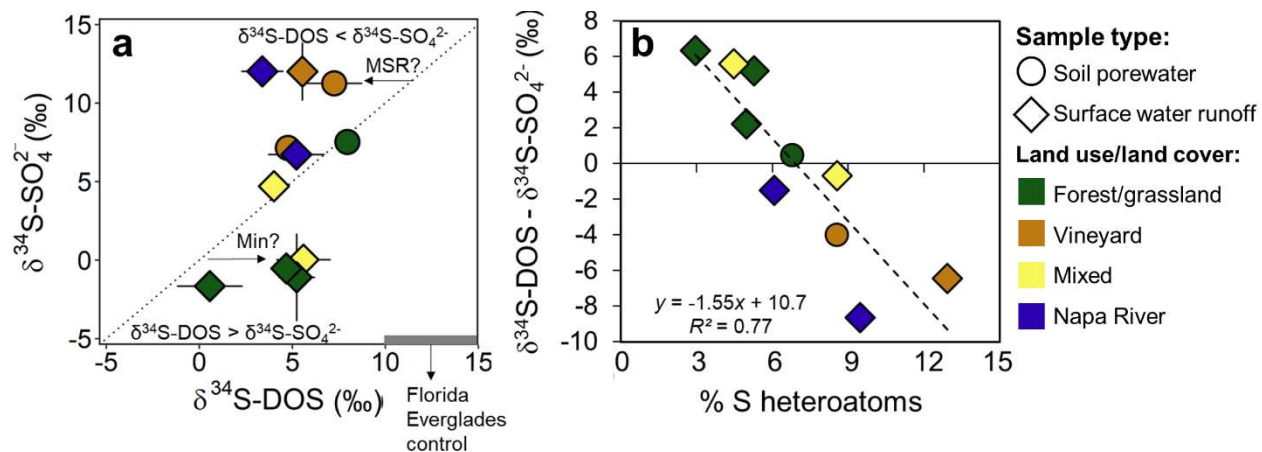 a
δ³⁴S-DOS < δ³⁴S-SO₄²⁻
MSR?
Min?
δ³⁴S-DOS > δ³⁴S-SO₄²⁻
15
10
5
0
-5
δ³⁴S-SO₄²⁻ (‰)
-5
0
5
10
15
δ³⁴S-DOS (‰)
Florida
Everglades
control
b
8
6
4
2
0
-2
-4
-6
-8
-10
δ³⁴S-DOS - δ³⁴S-SO₄²⁻ (‰)
y = -1.55x + 10.7
R² = 0.77
0
3
6
9
12
15
% S heteroatoms
Sample type:
Soil porewater
Surface water runoff
Land use/land cover:
Forest/grassland
Vineyard
Mixed
Napa River